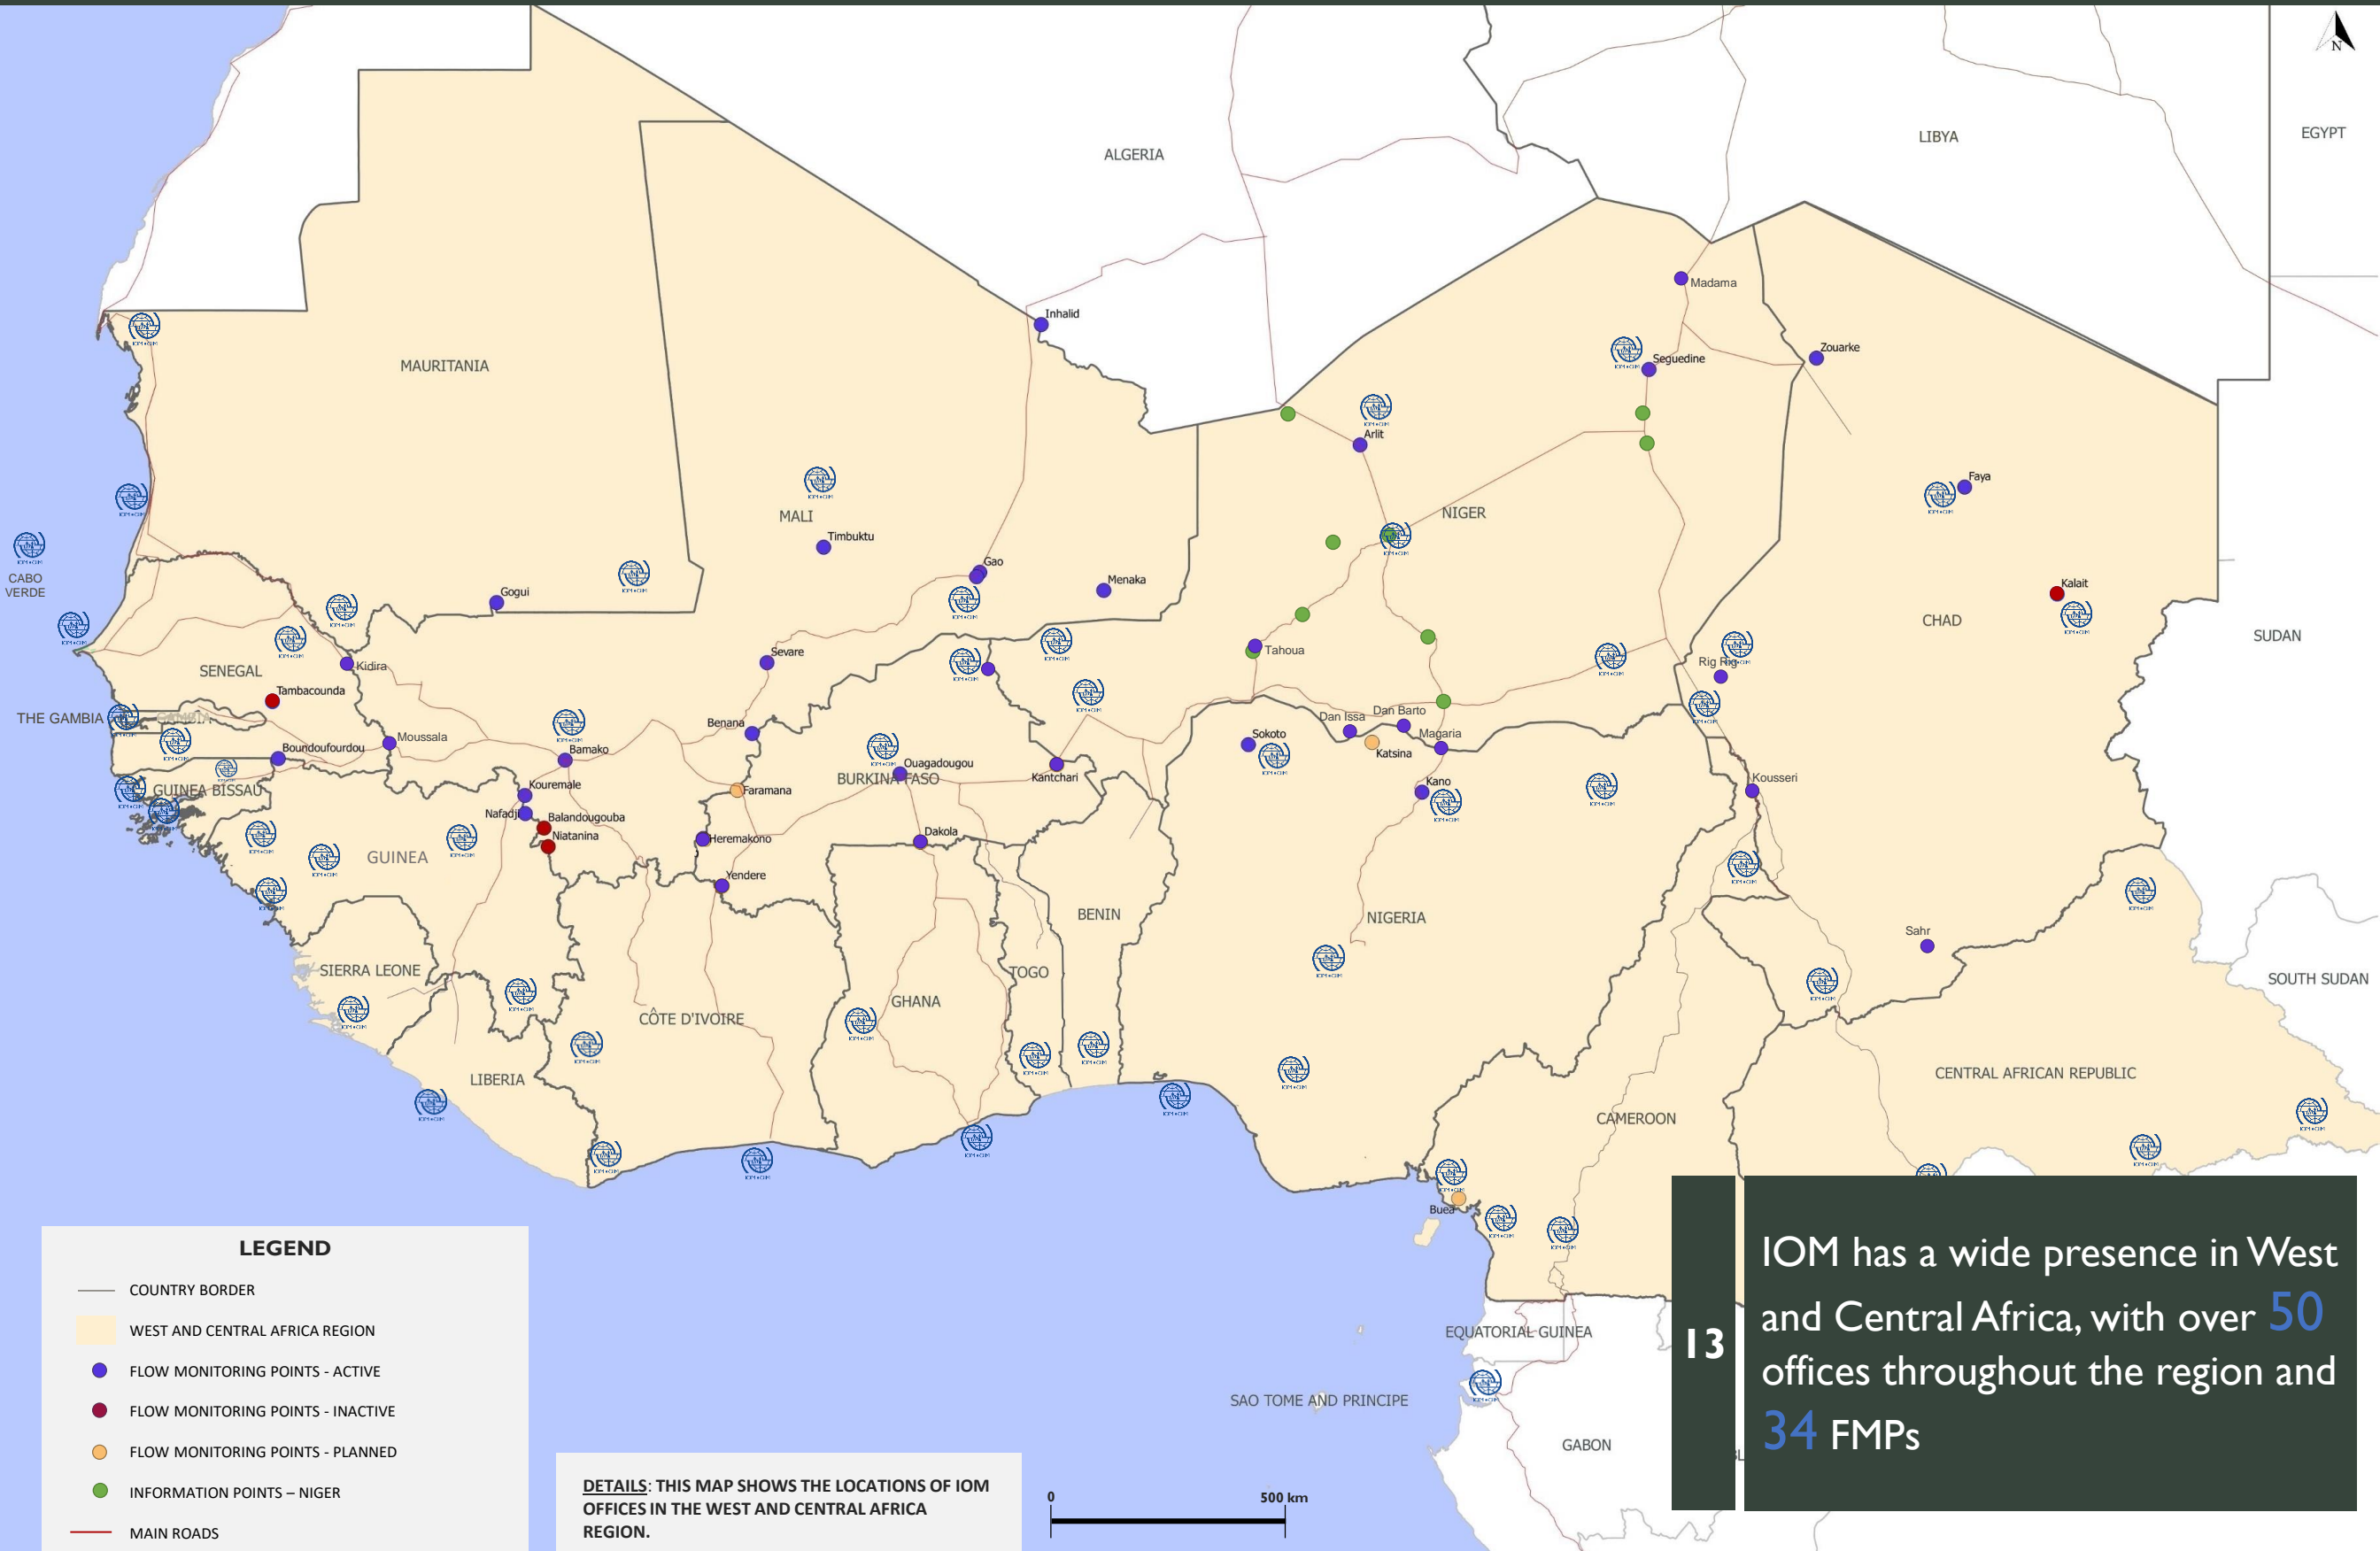 N
ALGERIA
LIBYA
EGYPT
Madama
Inhalid
Zouarke
MAURITANIA
Seguedine
Arlit
Faya
MALI
NIGER
Timbuktu
CABO
VERDE
Gao
Menaka
Kalait
Gogui
CHAD
SUDAN
Sevare
Tahoua
SENEGAL
Kidira
Rig Rig
Tambacounda
THE GAMBIA
GAMBIA
Benana
Dan Issa
Dan Barto
Moussala
Sokoto
Magaria
Boundoufourdou
Bamako
Katsina
Ouagadougou
BURKINA FASO
Kantchari
Kousseri
Kouremale
Kano
GUINEA BISSAU
Faramana
Nafadji
Balandougouba
Niatanina
Heremakono
Dakola
GUINEA
Yendere
BENIN
NIGERIA
Sahr
SIERRA LEONE
TOGO
SOUTH SUDAN
GHANA
CÔTE D'IVOIRE
LIBERIA
CENTRAL AFRICAN REPUBLIC
CAMEROON
Buea
EQUATORIAL GUINEA
SAO TOME AND PRINCIPE
GABON
LEGEND
COUNTRY BORDER
WEST AND CENTRAL AFRICA REGION
FLOW MONITORING POINTS - ACTIVE
FLOW MONITORING POINTS - INACTIVE
FLOW MONITORING POINTS - PLANNED
INFORMATION POINTS – NIGER
MAIN ROADS
DETAILS: THIS MAP SHOWS THE LOCATIONS OF IOM
OFFICES IN THE WEST AND CENTRAL AFRICA
REGION.
0 500 km
13
IOM has a wide presence in West
and Central Africa, with over 50
offices throughout the region and
34 FMPs